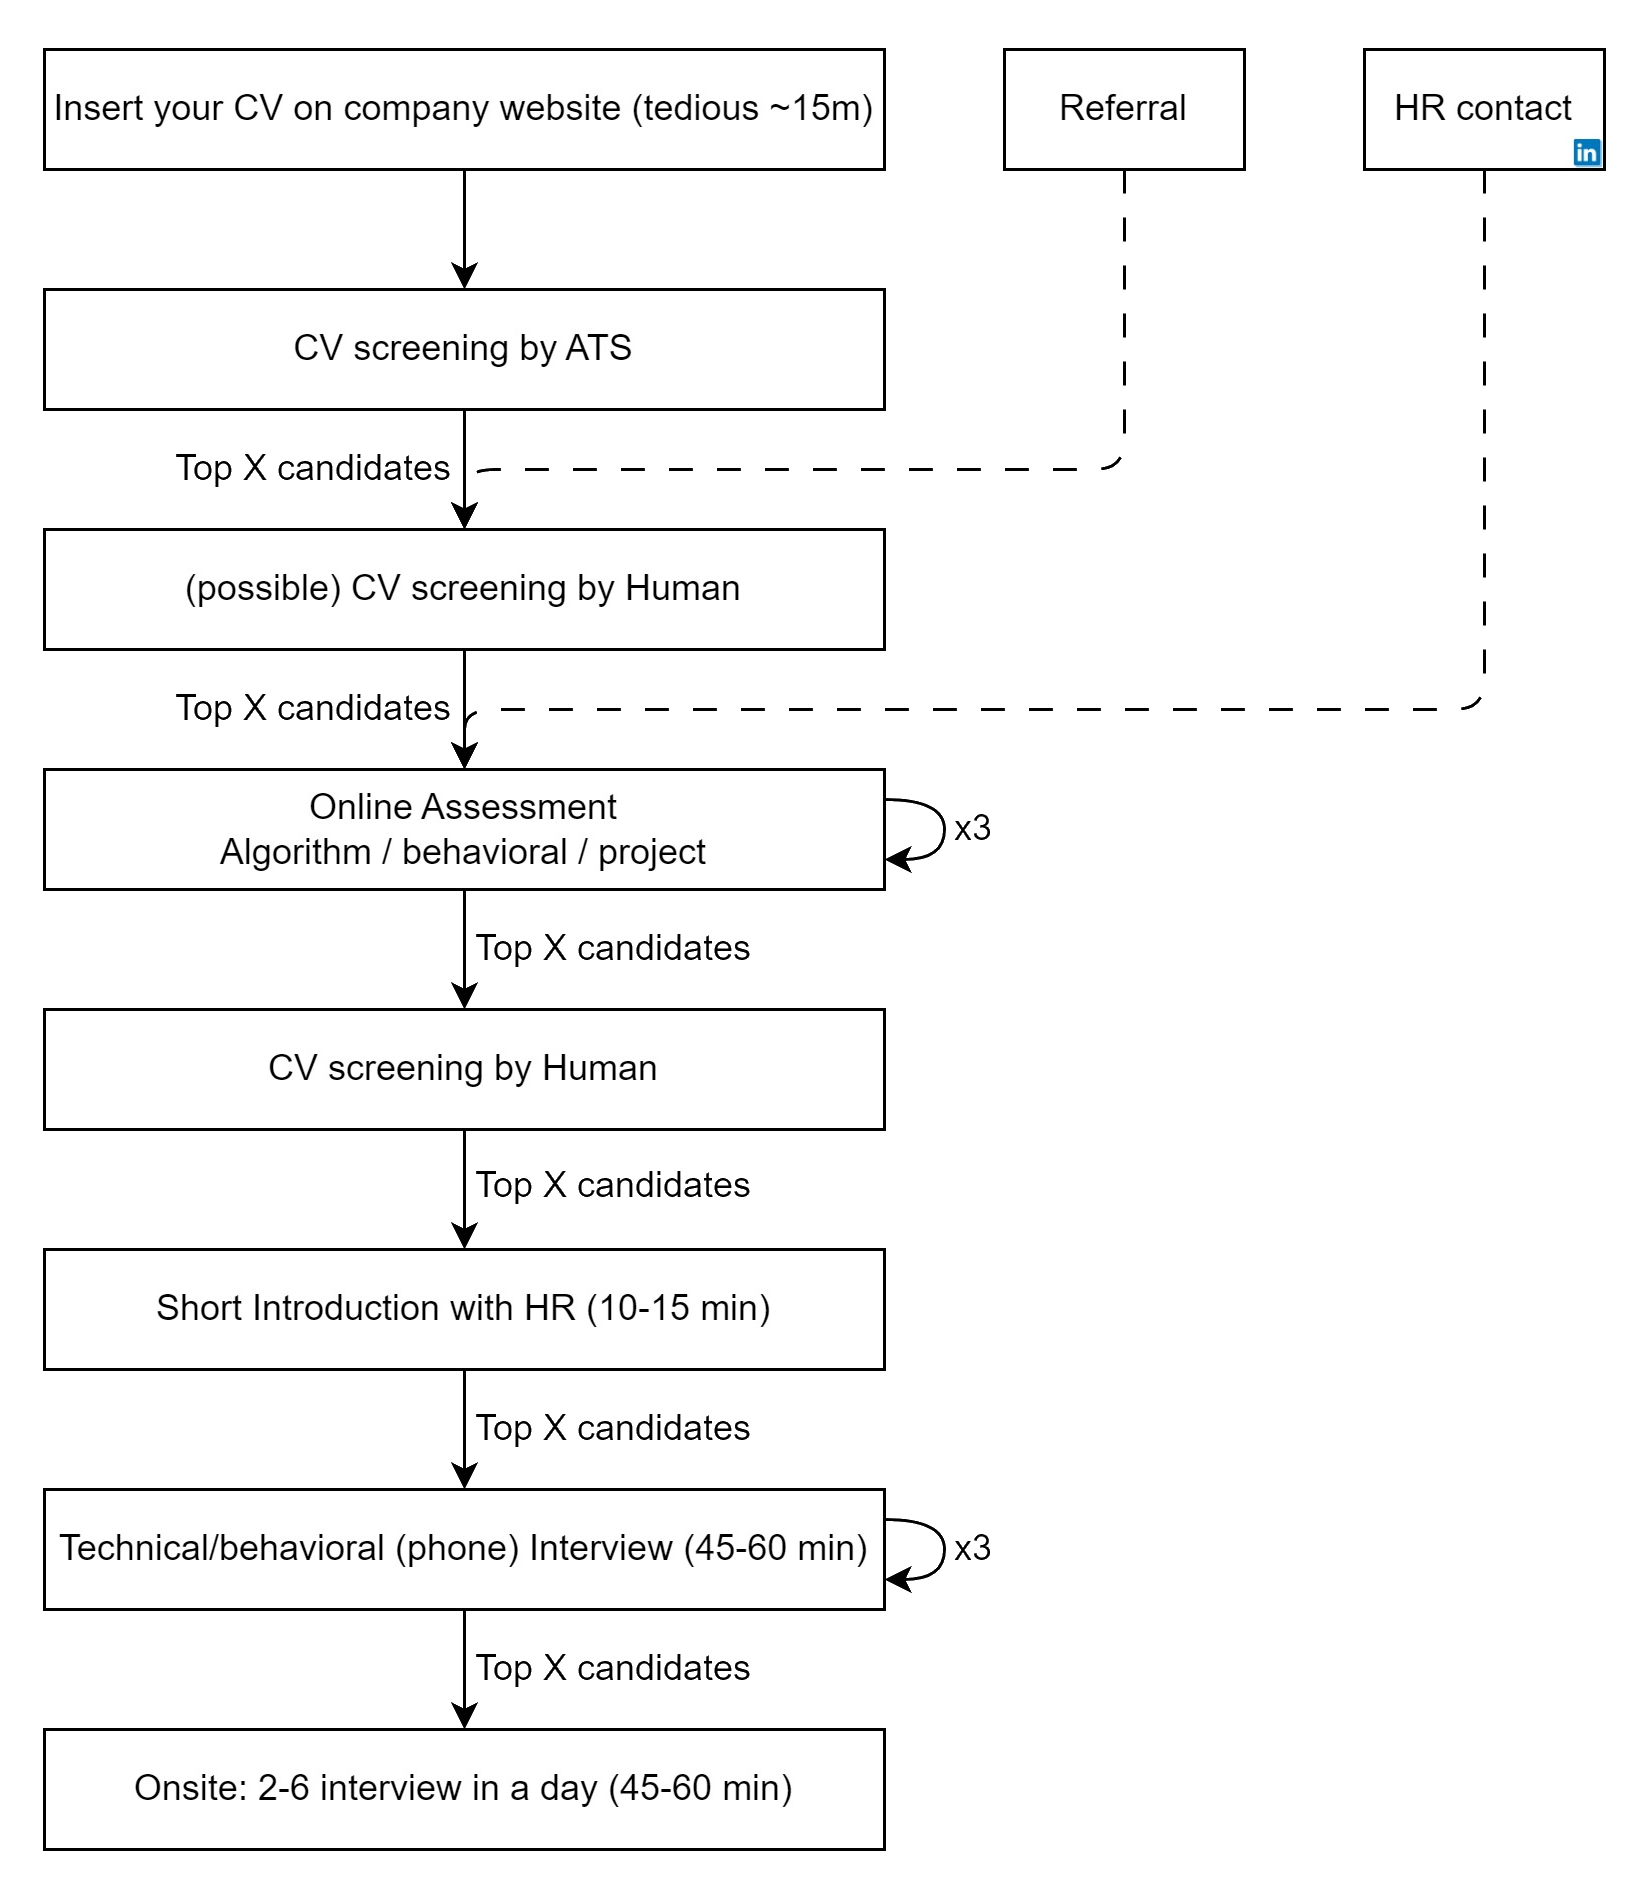 Insert your CV on company website (tedious ~15m)
Referral
HR contact
in
CV screening by ATS
Top X candidates
(possible) CV screening by Human
Top X candidates
Online Assessment
Algorithm / behavioral / project
x3
Top X candidates
CV screening by Human
Top X candidates
Short Introduction with HR (10-15 min)
Top X candidates
Technical/behavioral (phone) Interview (45-60 min)
x3
Top X candidates
Onsite: 2-6 interview in a day (45-60 min)